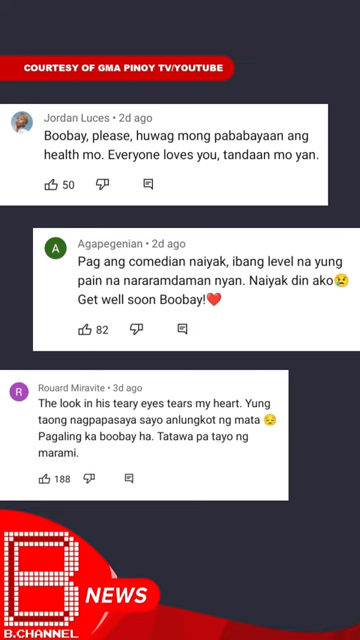 COURTESY OF GMA PINOY TV/YOUTUBE
Jordan Luces • 2d ago
Boobay, please, huwag mong pababayaan ang
health mo. Everyone loves you, tandaan mo yan.
50
A
Agapegenian • 2d ago
Pag ang comedian naiyak, ibang level na yung
pain na nararamdaman nyan. Naiyak din ako😢
Get well soon Boobay!❤️
82
R
Rouard Miravite • 3d ago
The look in his teary eyes tears my heart. Yung
taong nagpapasaya sayo anlungkot ng mata 😔
Pagaling ka boobay ha. Tatawa pa tayo ng
marami.
188
B
B.CHANNEL
NEWS